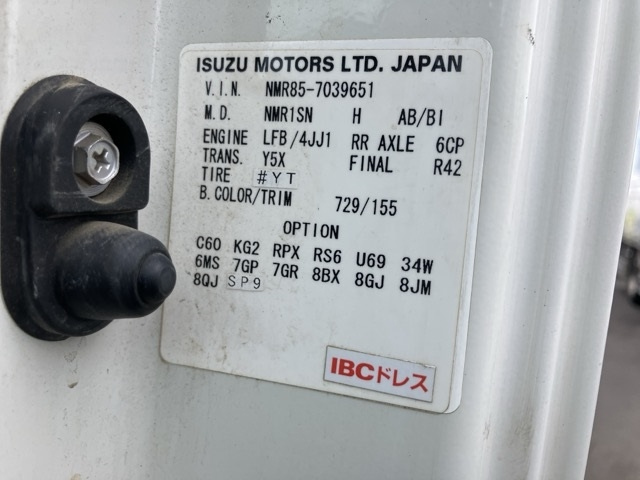 ISUZU MOTORS LTD. JAPAN
V.I.N. NMR85-7039651
M.D. NMR1SN H AB/BI
ENGINE LFB/4JJ1 RR AXLE 6CP
TRANS. Y5X FINAL R42
TIRE #YT
B.COLOR/TRIM 729/155
OPTION
C60 KG2 RPX RS6 U69 34W
6MS 7GP 7GR 8BX 8GJ 8JM
8QJ SP9
IBCドレス